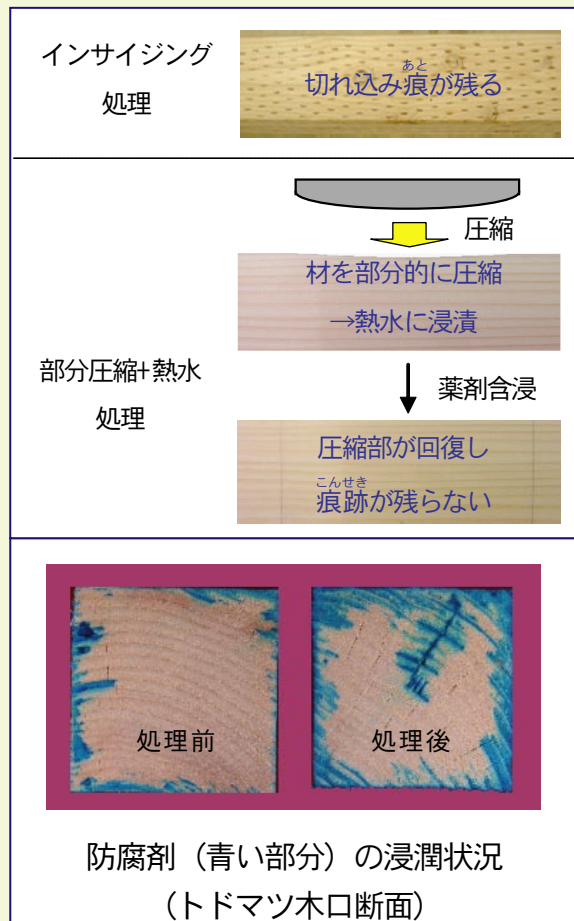 インサイジング
処理
あと
切れ込み痕が残る
圧縮
材を部分的に圧縮
→熱水に浸漬
部分圧縮+熱水
処理
薬剤含浸
圧縮部が回復し
こんせき
痕跡が残らない
処理前
処理後
防腐剤（青い部分）の浸潤状況
（トドマツ木口断面）